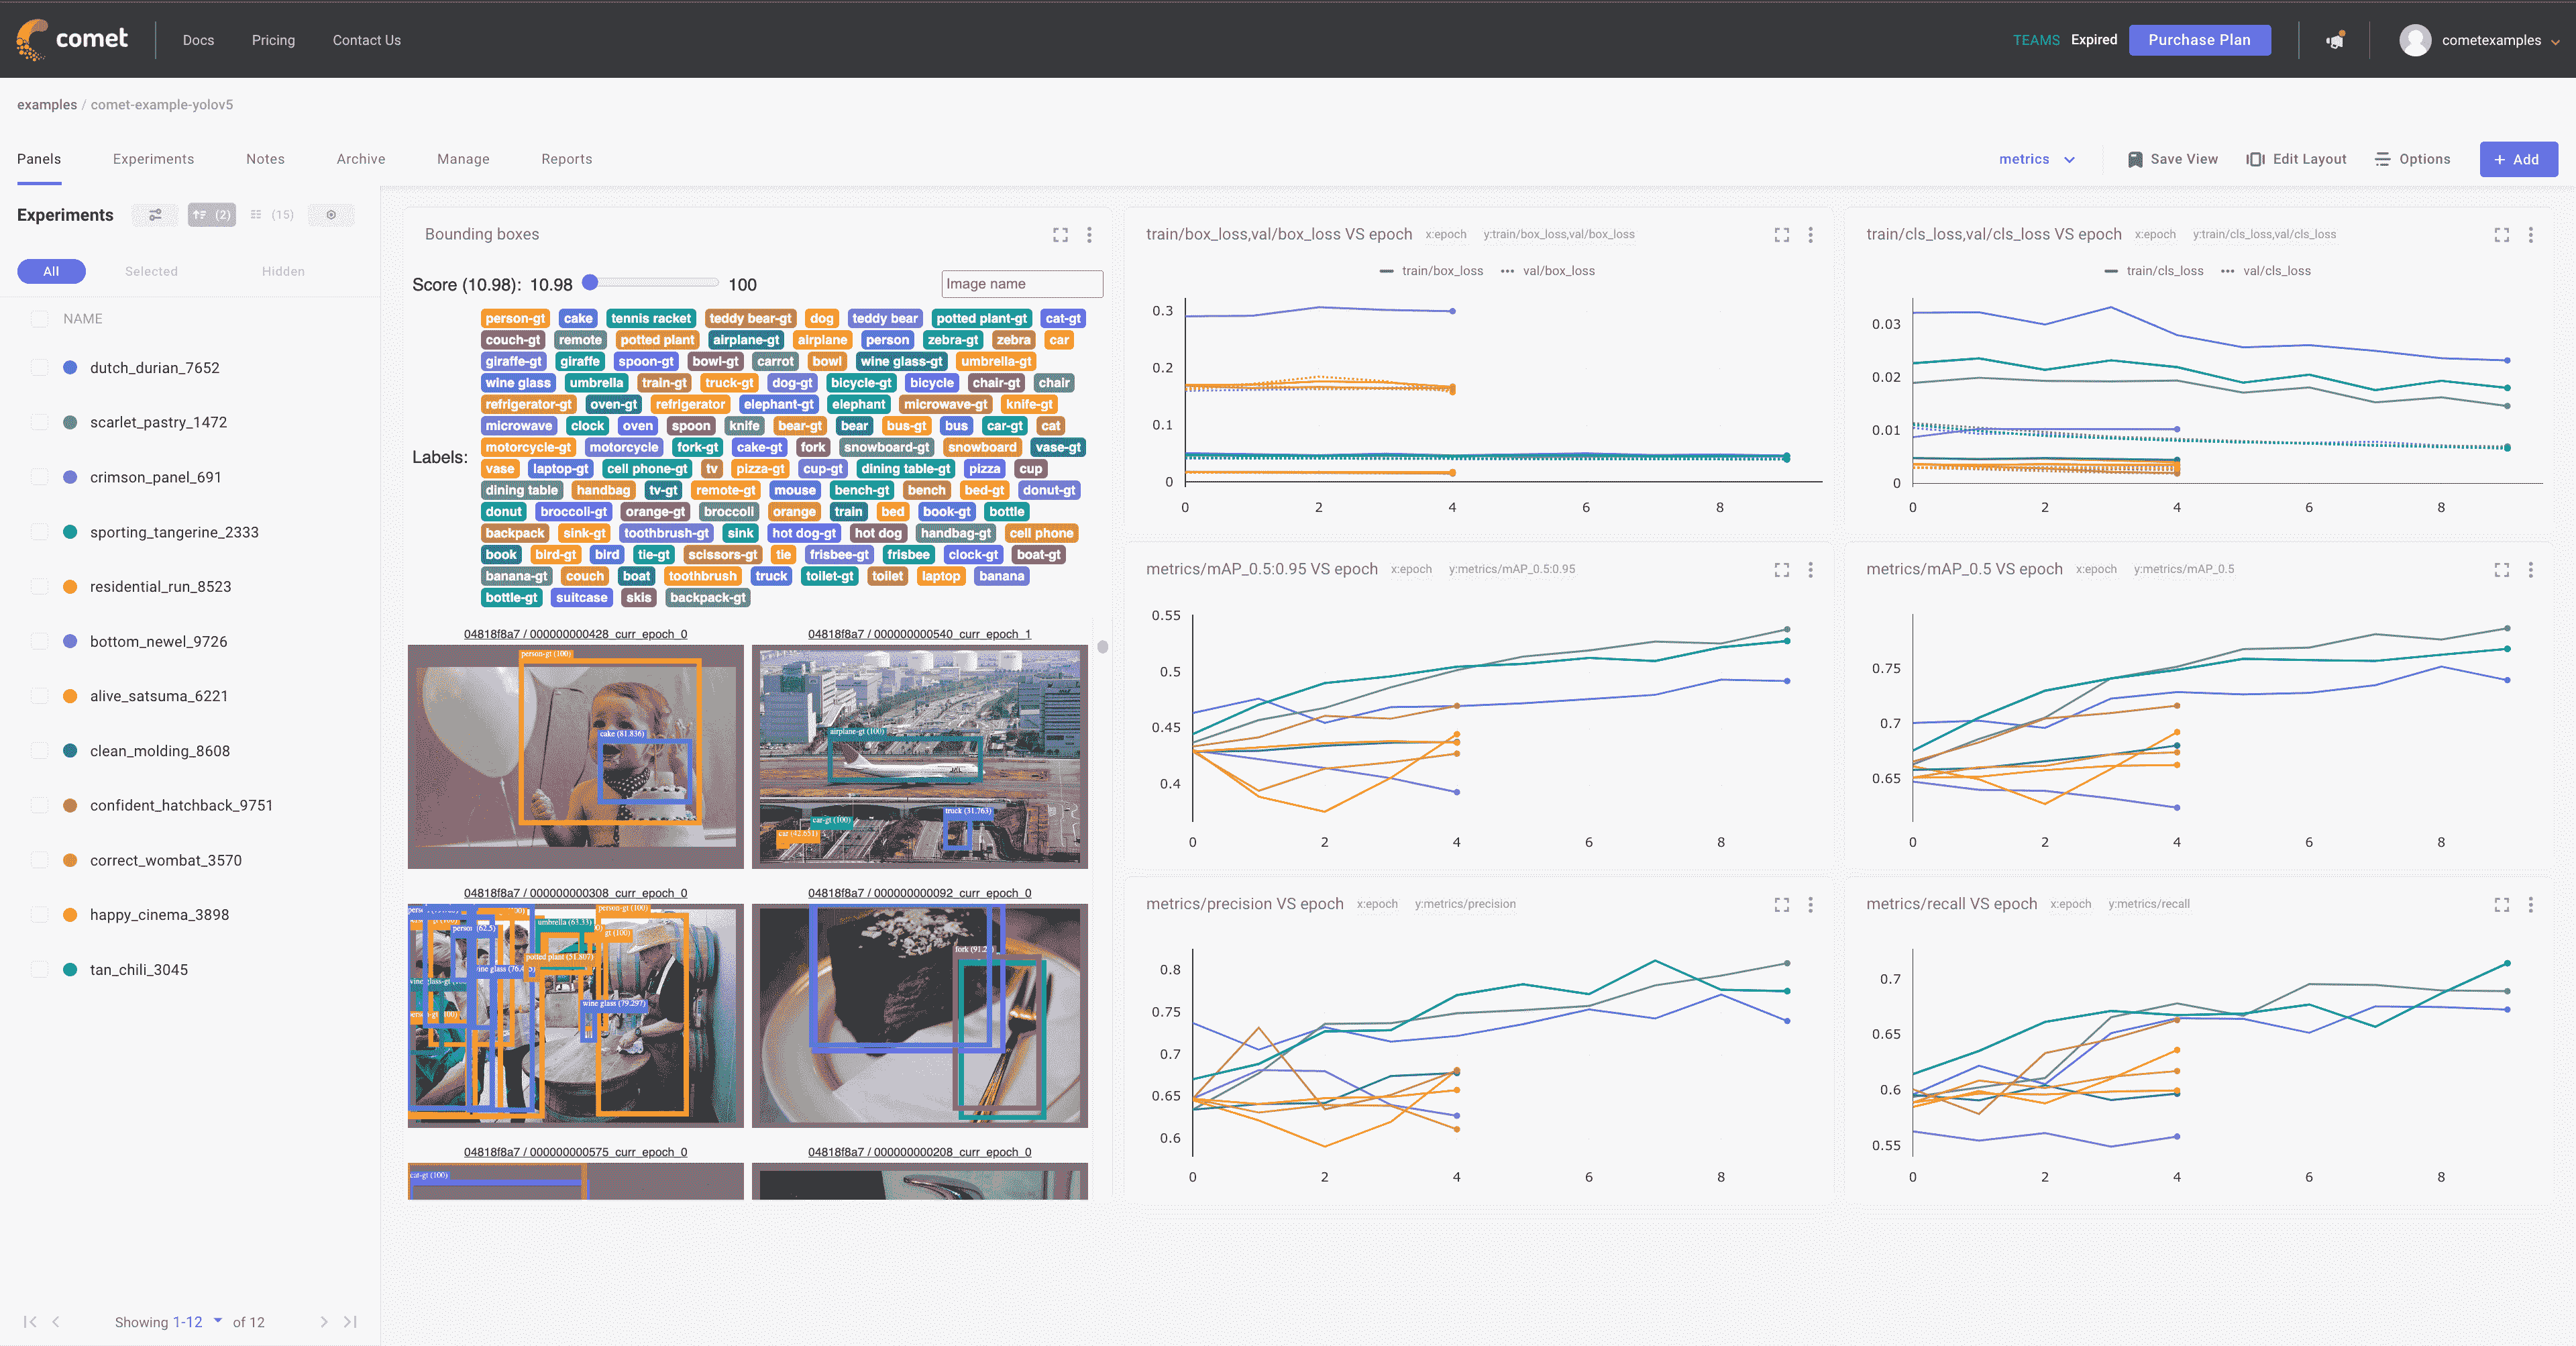 comet
Docs Pricing Contact Us
TEAMS Expired Purchase Plan cometexamples
examples / comet-example-yolov5
Panels Experiments Notes Archive Manage Reports
metrics Save View Edit Layout Options + Add
Experiments (2) (15)
All Selected Hidden
NAME
dutch_durian_7652
scarlet_pastry_1472
crimson_panel_691
sporting_tangerine_2333
residential_run_8523
bottom_newel_9726
alive_satsuma_6221
clean_molding_8608
confident_hatchback_9751
correct_wombat_3570
happy_cinema_3898
tan_chili_3045
Showing 1-12 of 12
Bounding boxes
Score (10.98): 10.98 100 Image name
Labels:
person-gt cake tennis racket teddy bear-gt dog teddy bear potted plant-gt cat-gt
couch-gt remote potted plant airplane-gt airplane person zebra-gt zebra car
giraffe-gt giraffe spoon-gt bowl-gt carrot bowl wine glass-gt umbrella-gt
wine glass umbrella train-gt truck-gt dog-gt bicycle-gt bicycle chair-gt chair
refrigerator-gt oven-gt refrigerator elephant-gt elephant microwave-gt knife-gt
microwave clock oven spoon knife bear-gt bear bus-gt bus car-gt cat
motorcycle-gt motorcycle fork-gt cake-gt fork snowboard-gt snowboard vase-gt
vase laptop-gt cell phone-gt tv pizza-gt cup-gt dining table-gt pizza cup
dining table handbag tv-gt remote-gt mouse bench-gt bench bed-gt donut-gt
donut broccoli-gt orange-gt broccoli orange train bed book-gt bottle
backpack sink-gt toothbrush-gt sink hot dog-gt hot dog handbag-gt cell phone
book bird-gt bird tie-gt scissors-gt tie frisbee-gt frisbee clock-gt boat-gt
banana-gt couch boat toothbrush truck toilet-gt toilet laptop banana
bottle-gt suitcase skis backpack-gt
04818f8a7 / 000000000428_curr_epoch_0
person-gt (100)
cake (81.836)
04818f8a7 / 000000000540_curr_epoch_1
airplane-gt (100)
JAL
truck (31.763)
car-gt (100)
car (42.651)
04818f8a7 / 000000000308_curr_epoch_0
person-gt (100)
umbrella (63.33)
person (62.5)
gt (100)
potted plant (51.807)
wine glass (79.297)
04818f8a7 / 000000000092_curr_epoch_0
fork (91.2
04818f8a7 / 000000000575_curr_epoch_0
cat-gt (100)
04818f8a7 / 000000000208_curr_epoch_0
train/box_loss,val/box_loss VS epoch x:epoch y:train/box_loss,val/box_loss
train/box_loss val/box_loss
0.3
0.2
0.1
0
0 2 4 6 8
train/cls_loss,val/cls_loss VS epoch x:epoch y:train/cls_loss,val/cls_loss
train/cls_loss val/cls_loss
0.03
0.02
0.01
0
0 2 4 6 8
metrics/mAP_0.5:0.95 VS epoch x:epoch y:metrics/mAP_0.5:0.95
0.55
0.5
0.45
0.4
0 2 4 6 8
metrics/mAP_0.5 VS epoch x:epoch y:metrics/mAP_0.5
0.75
0.7
0.65
0 2 4 6 8
metrics/precision VS epoch x:epoch y:metrics/precision
0.8
0.75
0.7
0.65
0.6
0 2 4 6 8
metrics/recall VS epoch x:epoch y:metrics/recall
0.7
0.65
0.6
0.55
0 2 4 6 8